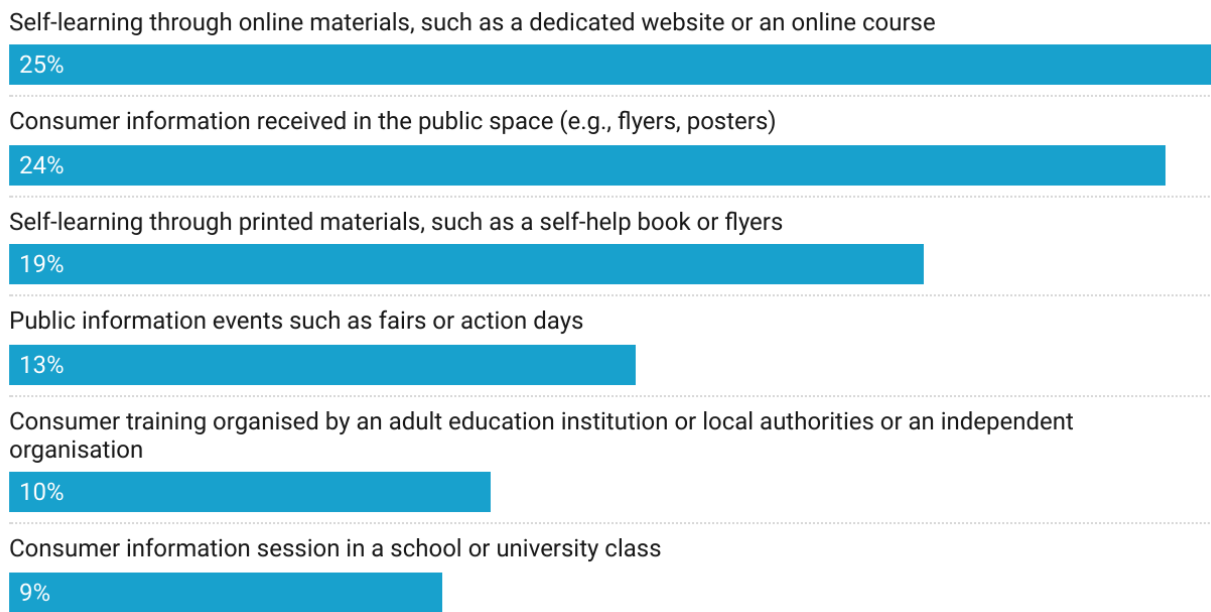 Self-learning through online materials, such as a dedicated website or an online course
25%
Consumer information received in the public space (e.g., flyers, posters)
24%
Self-learning through printed materials, such as a self-help book or flyers
19%
Public information events such as fairs or action days
13%
Consumer training organised by an adult education institution or local authorities or an independent
organisation
10%
Consumer information session in a school or university class
9%